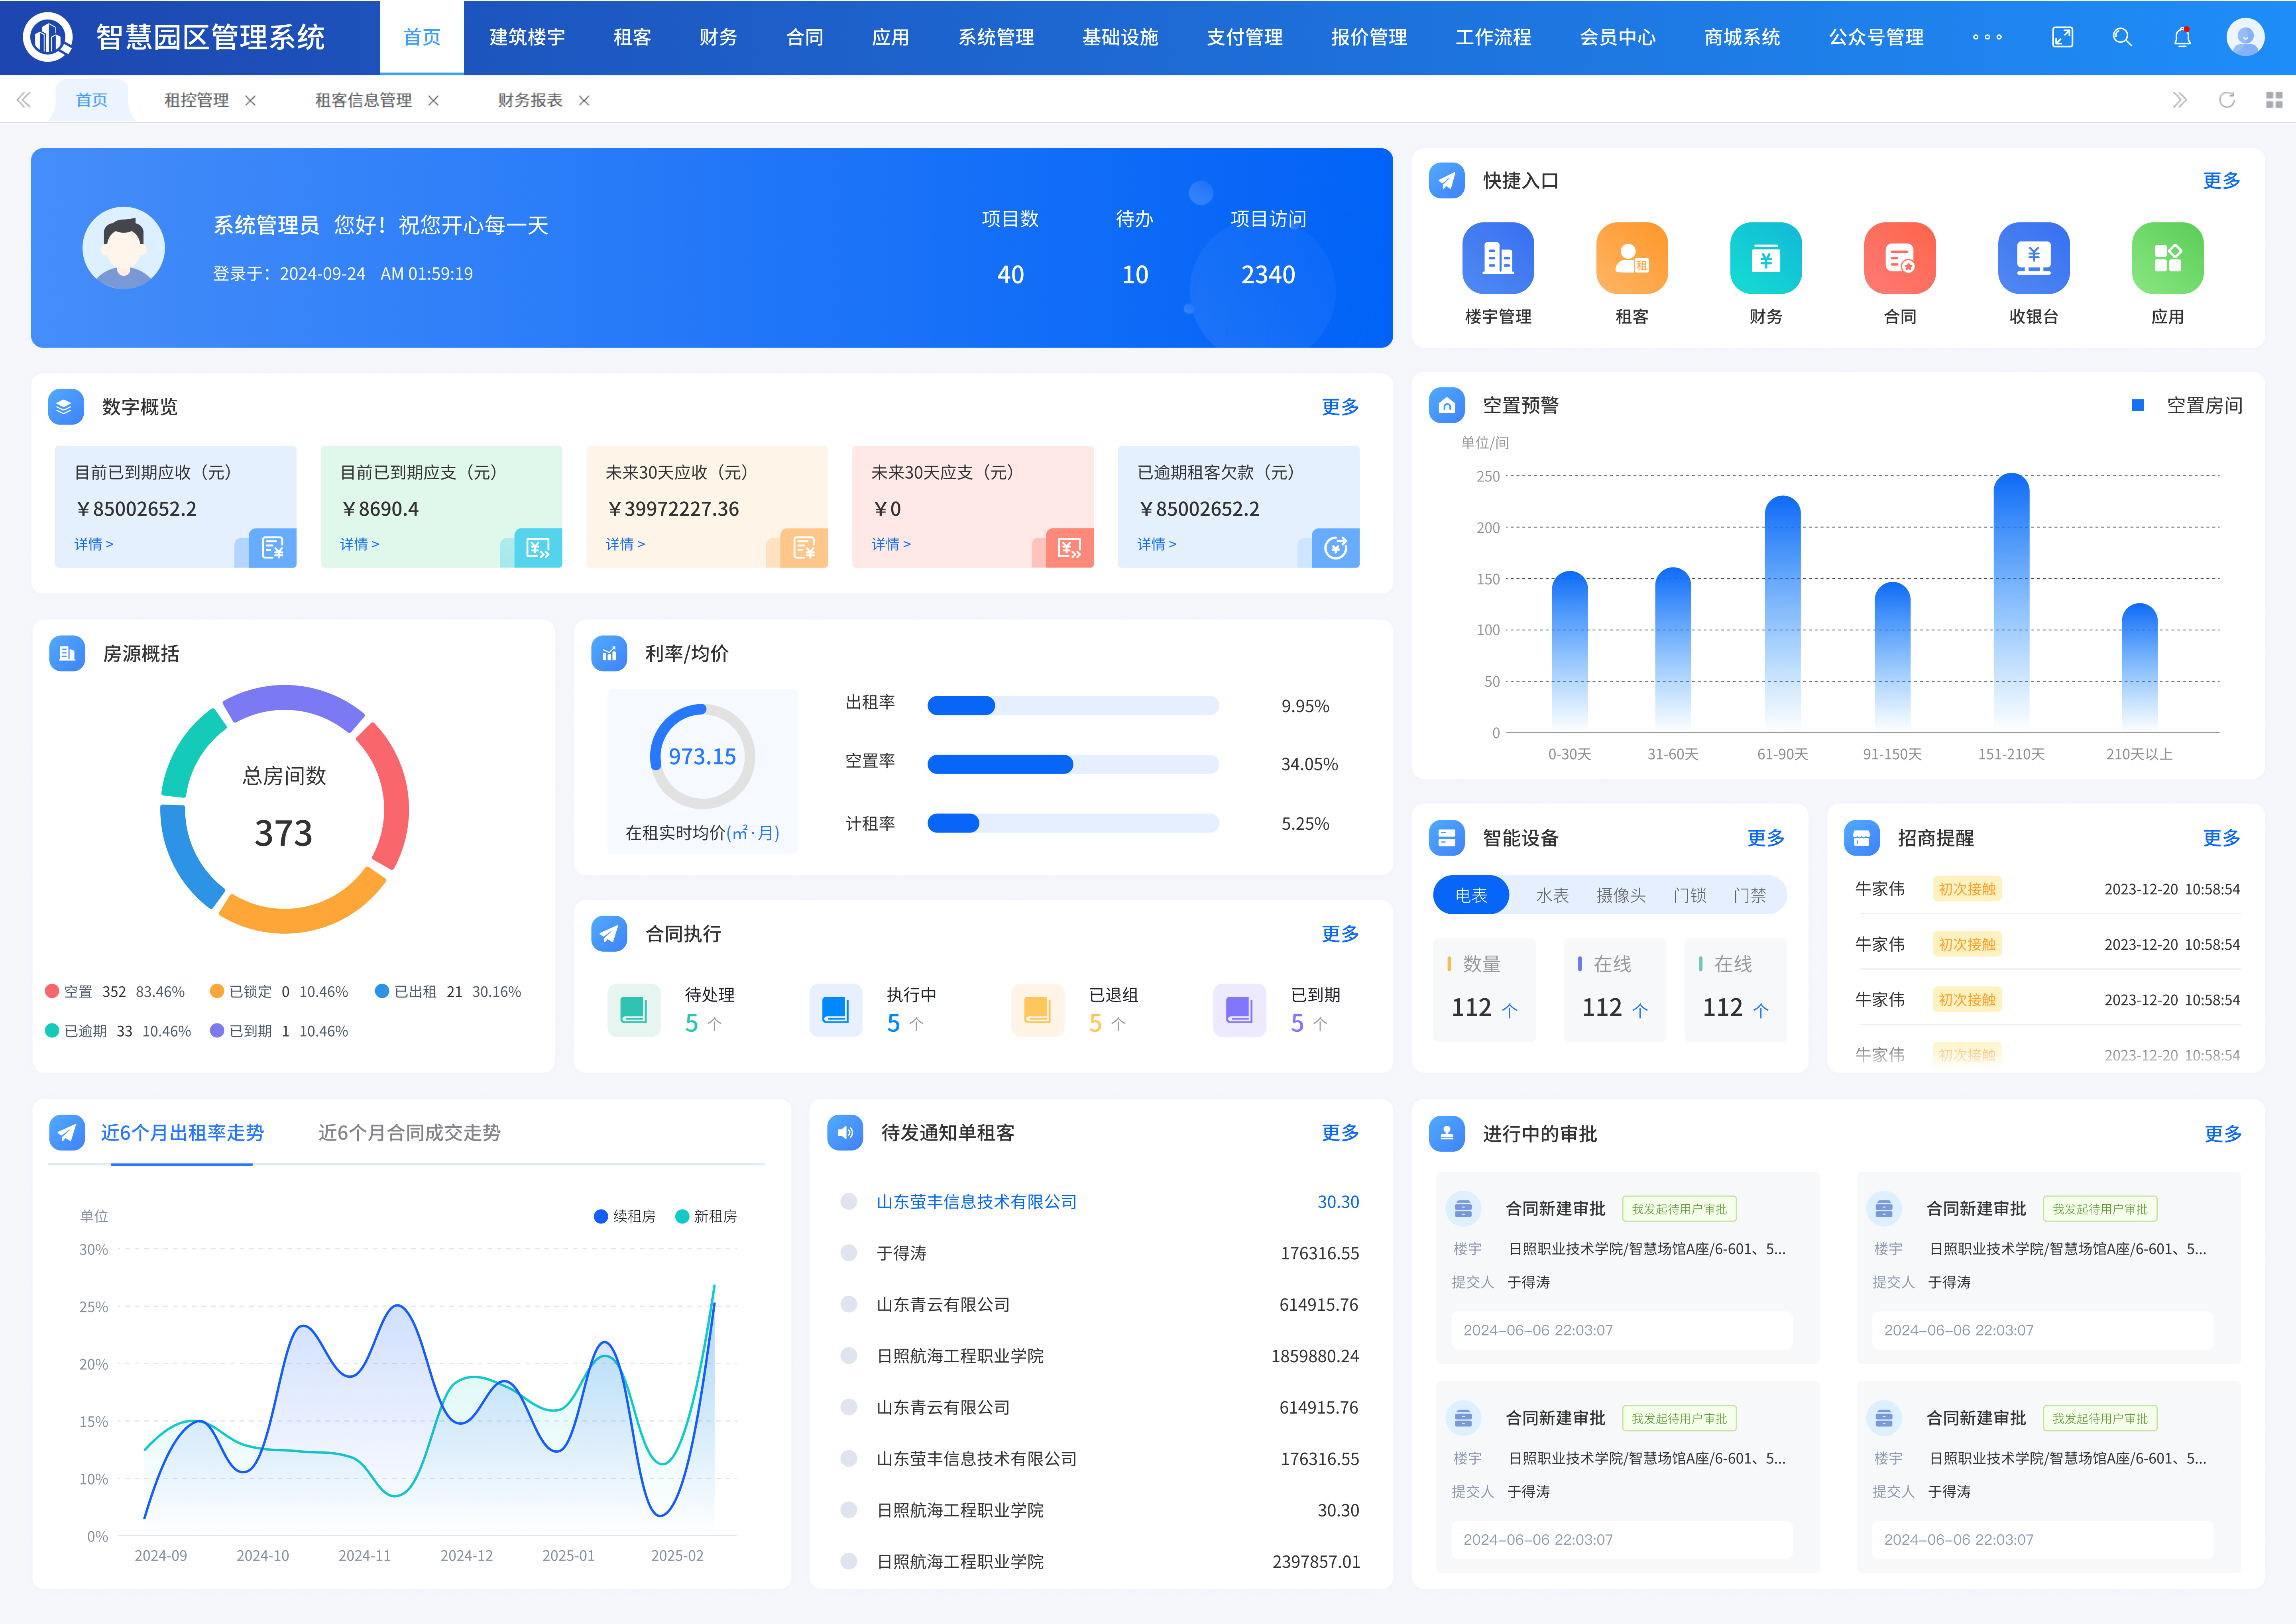 智慧园区管理系统 首页 建筑楼宇 租客 财务 合同 应用 系统管理 基础设施 支付管理 报价管理 工作流程 会员中心 商城系统 公众号管理
首页 租控管理 租客信息管理 财务报表
系统管理员 您好！祝您开心每一天
登录于：2024-09-24 AM 01:59:19
项目数 待办 项目访问
40 10 2340
快捷入口 更多
租
楼宇管理 租客 财务 合同 收银台 应用
数字概览 更多
目前已到期应收（元） 目前已到期应支（元） 未来30天应收（元） 未来30天应支（元） 已逾期租客欠款（元）
￥85002652.2 ￥8690.4 ￥39972227.36 ￥0 ￥85002652.2
详情 > 详情 > 详情 > 详情 > 详情 >
空置预警 空置房间
单位/间
250
200
150
100
50
0
0-30天 31-60天 61-90天 91-150天 151-210天 210天以上
房源概括
总房间数
373
空置 352 83.46% 已锁定 0 10.46% 已出租 21 30.16%
已逾期 33 10.46% 已到期 1 10.46%
利率/均价
973.15
在租实时均价(㎡·月)
出租率 9.95%
空置率 34.05%
计租率 5.25%
合同执行 更多
待处理 执行中 已退组 已到期
5 个 5 个 5 个 5 个
智能设备 更多
电表 水表 摄像头 门锁 门禁
数量 在线 在线
112 个 112 个 112 个
招商提醒 更多
牛家伟 初次接触 2023-12-20 10:58:54
牛家伟 初次接触 2023-12-20 10:58:54
牛家伟 初次接触 2023-12-20 10:58:54
牛家伟 初次接触 2023-12-20 10:58:54
近6个月出租率走势 近6个月合同成交走势
单位 续租房 新租房
30%
25%
20%
15%
10%
0%
2024-09 2024-10 2024-11 2024-12 2025-01 2025-02
待发通知单租客 更多
山东萤丰信息技术有限公司 30.30
于得涛 176316.55
山东青云有限公司 614915.76
日照航海工程职业学院 1859880.24
山东青云有限公司 614915.76
山东萤丰信息技术有限公司 176316.55
日照航海工程职业学院 30.30
日照航海工程职业学院 2397857.01
进行中的审批 更多
合同新建审批 我发起待用户审批
楼宇 日照职业技术学院/智慧场馆A座/6-601、5...
提交人 于得涛
2024-06-06 22:03:07
合同新建审批 我发起待用户审批
楼宇 日照职业技术学院/智慧场馆A座/6-601、5...
提交人 于得涛
2024-06-06 22:03:07
合同新建审批 我发起待用户审批
楼宇 日照职业技术学院/智慧场馆A座/6-601、5...
提交人 于得涛
2024-06-06 22:03:07
合同新建审批 我发起待用户审批
楼宇 日照职业技术学院/智慧场馆A座/6-601、5...
提交人 于得涛
2024-06-06 22:03:07